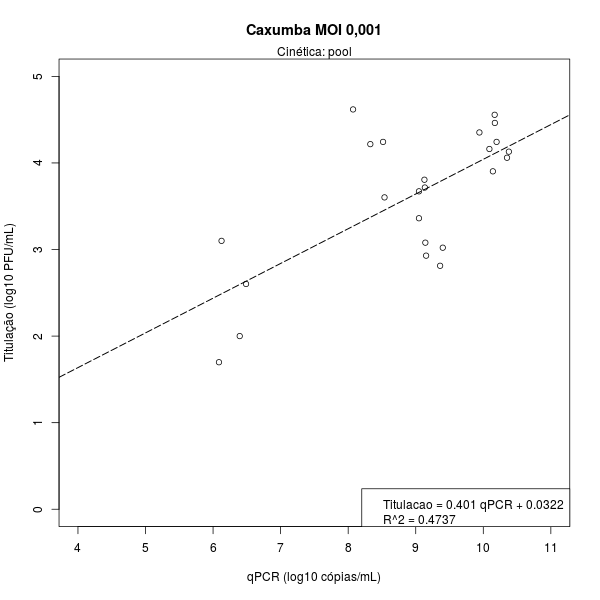 Caxumba MOI 0,001
Cinética: pool
5
4
3
2
1
0
Titulação (log10 PFU/mL)
Titulacao = 0.401 qPCR + 0.0322
R^2 = 0.4737
4 5 6 7 8 9 10 11
qPCR (log10 cópias/mL)